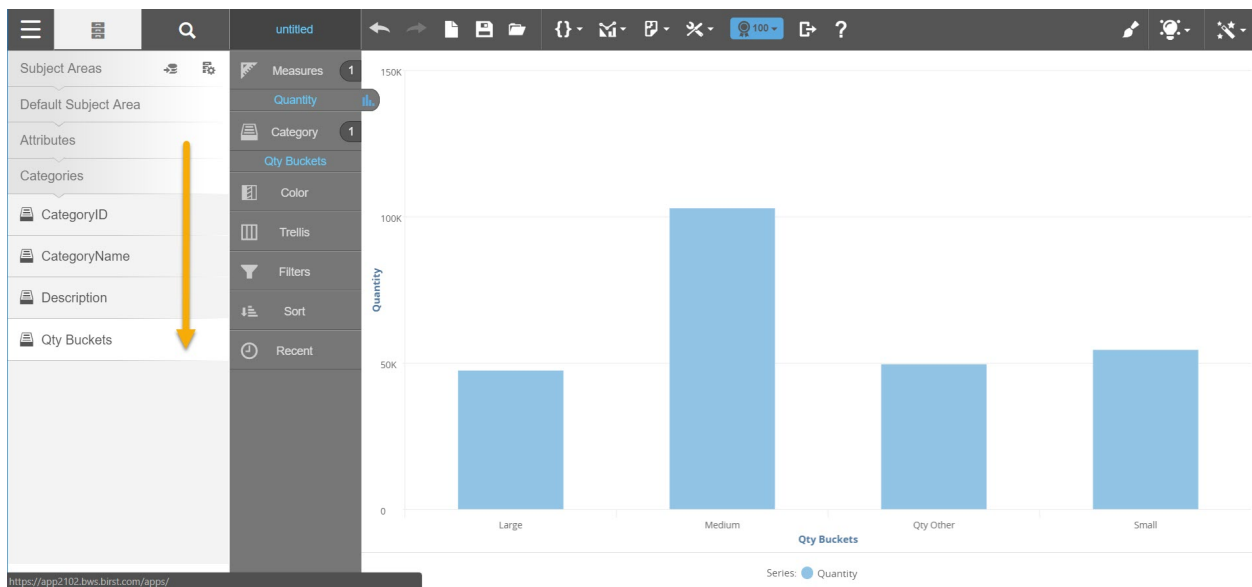 untitled
{}
100
?
Subject Areas
Default Subject Area
Attributes
Categories
CategoryID
CategoryName
Description
Qty Buckets
Measures 1
Quantity
Category 1
Qty Buckets
Color
Trellis
Filters
Sort
Recent
150K
100K
50K
0
Quantity
Large Medium Qty Other Small
Qty Buckets
Series: Quantity
https://app2102.bws.birst.com/apps/